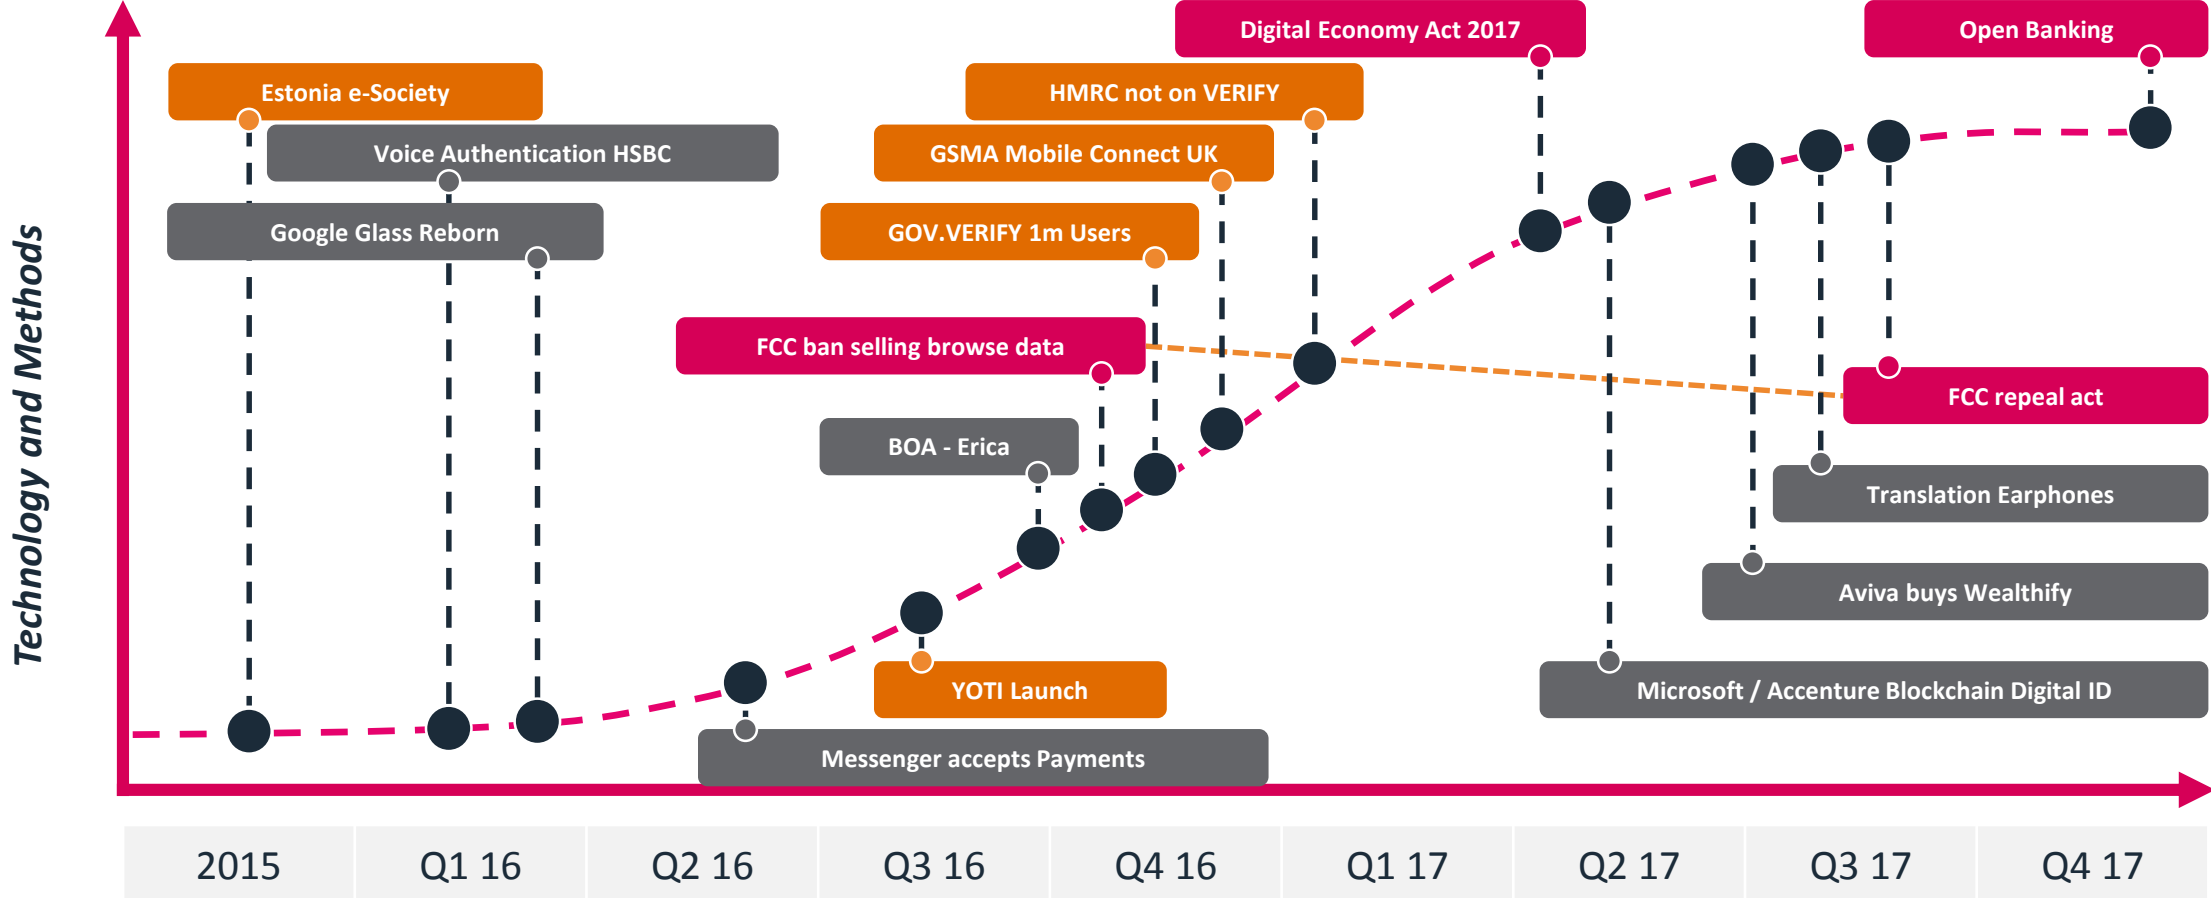 Digital Economy Act 2017
Open Banking
Estonia e-Society
HMRC not on VERIFY
Voice Authentication HSBC
GSMA Mobile Connect UK
Google Glass Reborn
GOV.VERIFY 1m Users
FCC ban selling browse data
FCC repeal act
BOA - Erica
Translation Earphones
Aviva buys Wealthify
YOTI Launch
Microsoft / Accenture Blockchain Digital ID
Messenger accepts Payments
Technology and Methods
2015
Q1 16
Q2 16
Q3 16
Q4 16
Q1 17
Q2 17
Q3 17
Q4 17